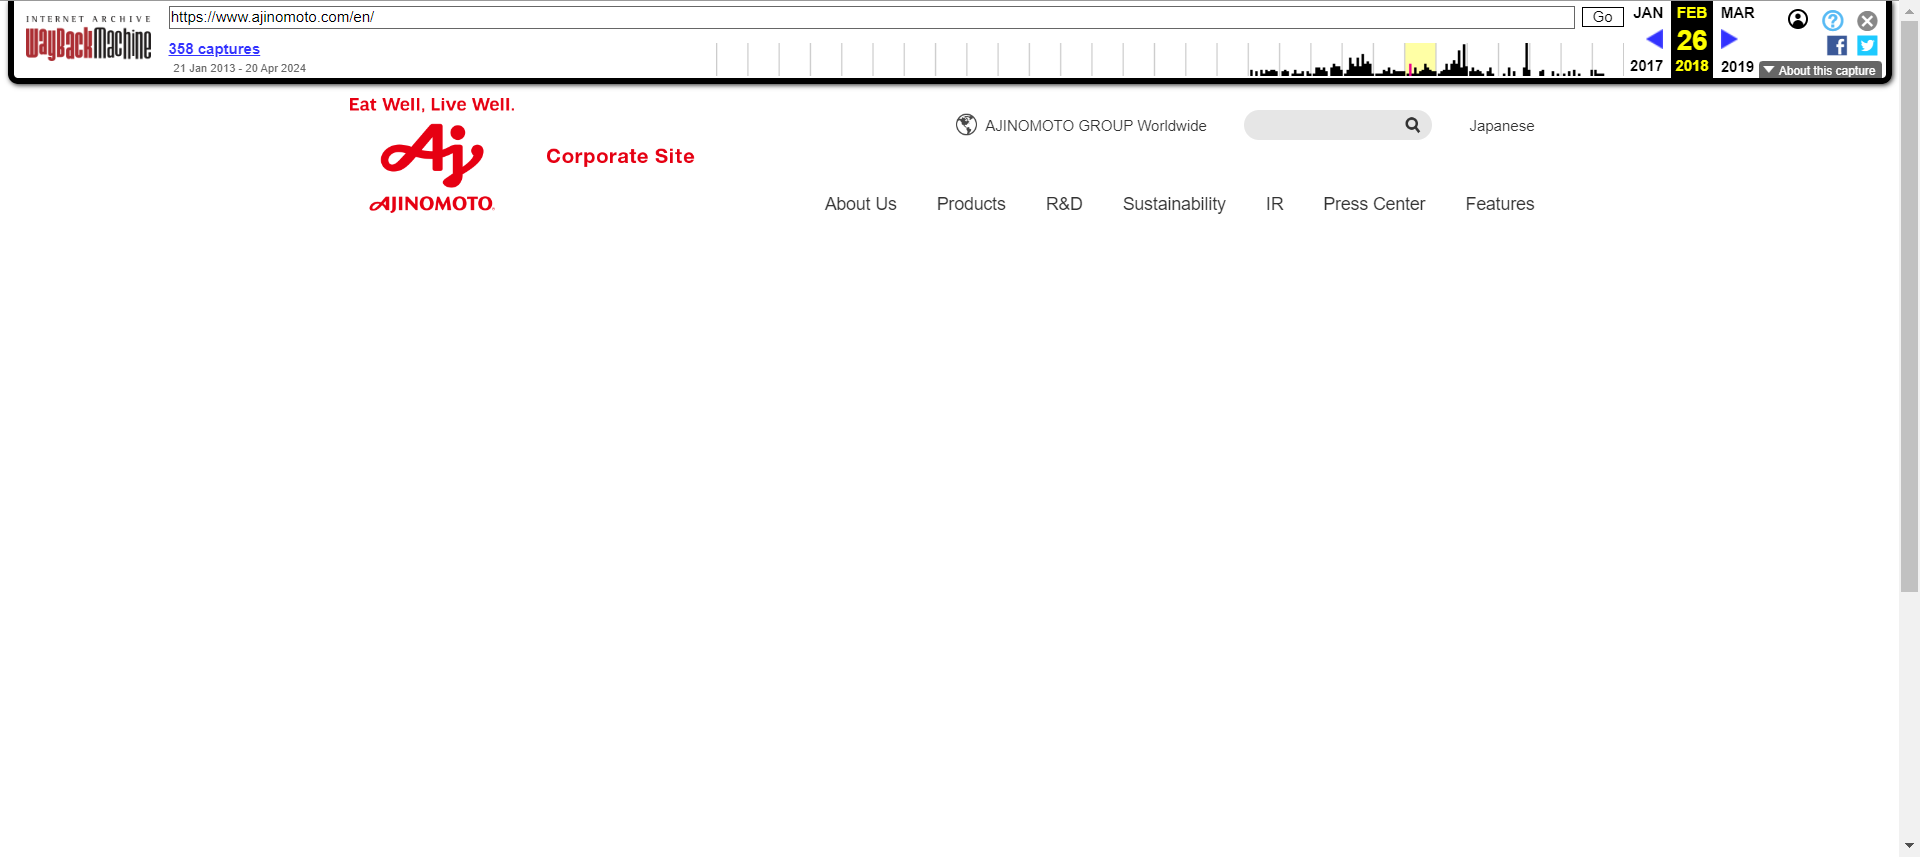 INTERNET ARCHIVE
WayBackMachine
https://www.ajinomoto.com/en/
Go
358 captures
21 Jan 2013 - 20 Apr 2024
JAN FEB MAR
26
2017 2018 2019
?
About this capture
Eat Well, Live Well.
Aj
AJINOMOTO
Corporate Site
AJINOMOTO GROUP Worldwide
Japanese
About Us Products R&D Sustainability IR Press Center Features